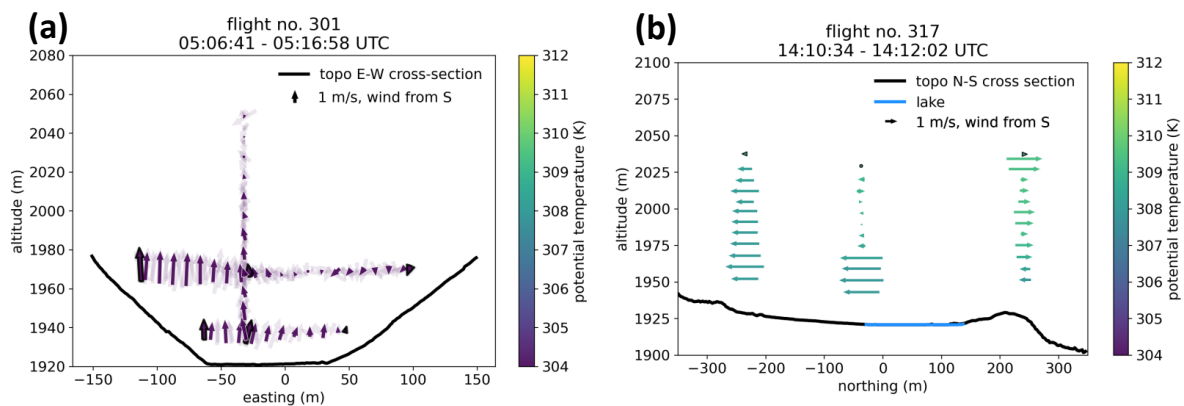 (a)
flight no. 301
05:06:41 - 05:16:58 UTC
2080
2060
2040
2020
2000
1980
1960
1940
1920
altitude (m)
topo E-W cross-section
1 m/s, wind from S
−150
−100
−50
0
50
100
150
easting (m)
312
311
310
309
308
307
306
305
304
potential temperature (K)
(b)
flight no. 317
14:10:34 - 14:12:02 UTC
2100
2075
2050
2025
2000
1975
1950
1925
1900
altitude (m)
topo N-S cross section
lake
1 m/s, wind from S
−300
−200
−100
0
100
200
300
northing (m)
312
311
310
309
308
307
306
305
304
potential temperature (K)